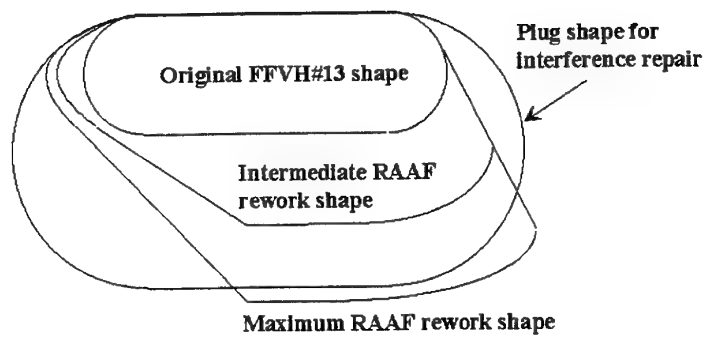 Plug shape for
interference repair
Original FFVH#13 shape
Intermediate RAAF
rework shape
Maximum RAAF rework shape